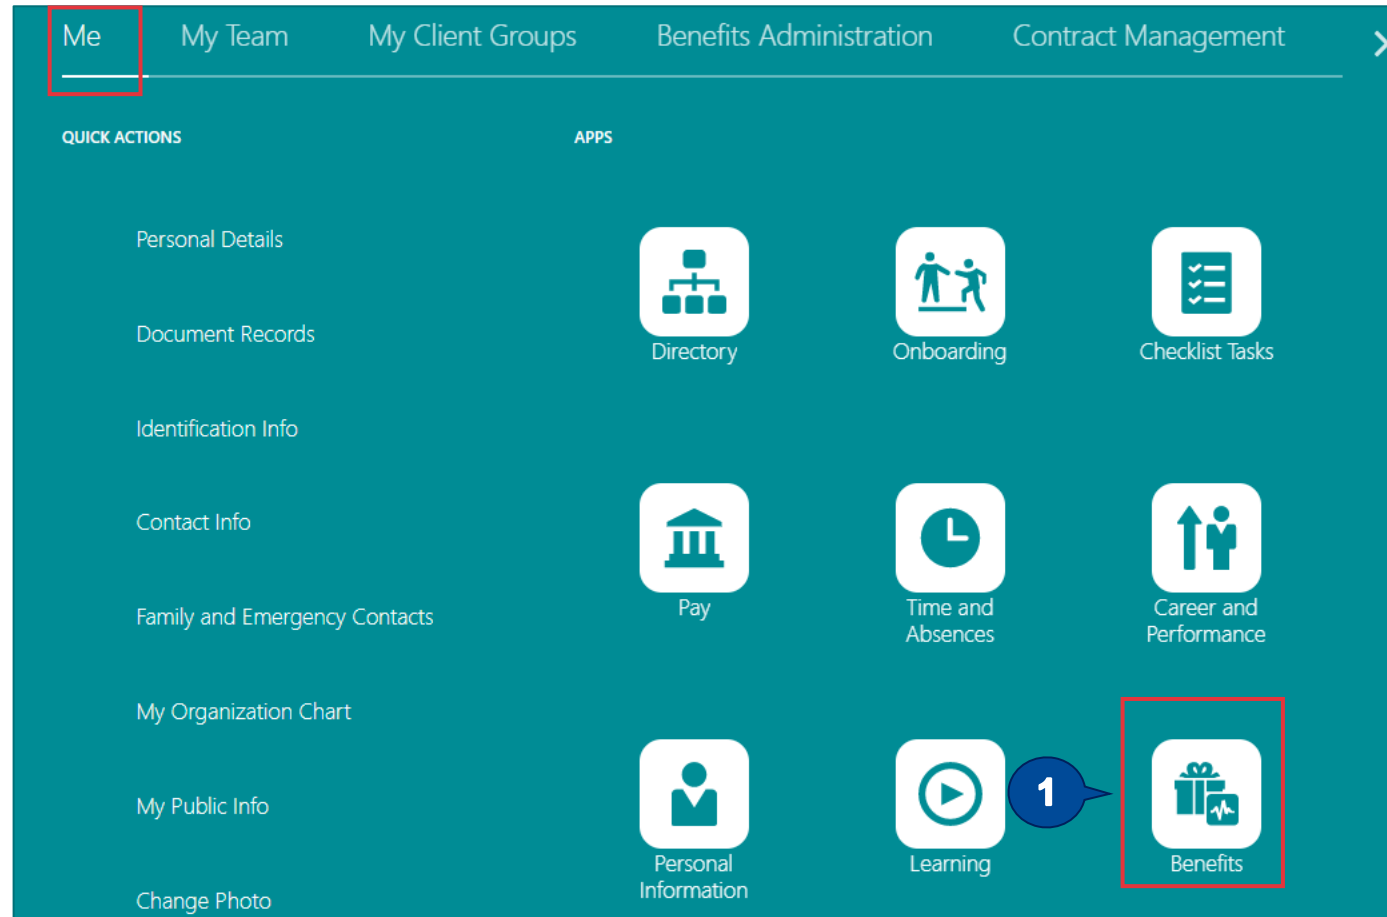 Me
My Team
My Client Groups
Benefits Administration
Contract Management
QUICK ACTIONS
APPS
Personal Details
Document Records
Identification Info
Contact Info
Family and Emergency Contacts
My Organization Chart
My Public Info
Change Photo
Directory
Onboarding
Checklist Tasks
Pay
Time and
Absences
Career and
Performance
Personal
Information
Learning
1
Benefits